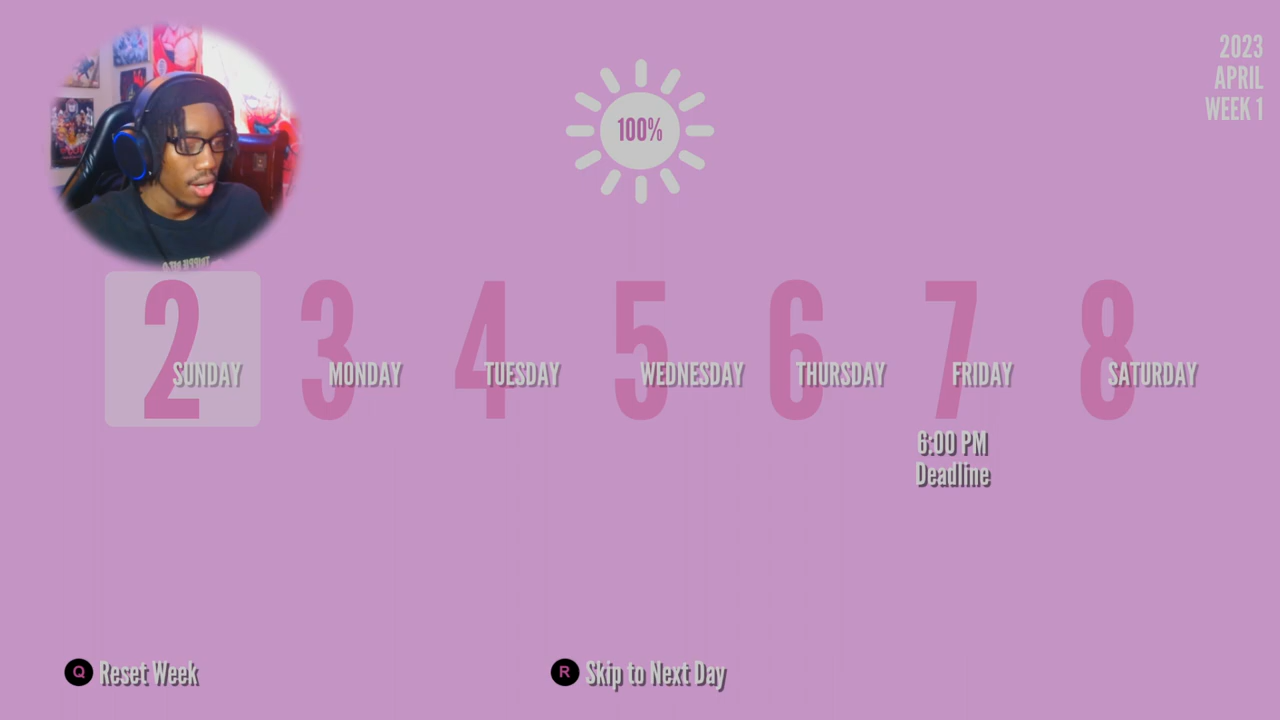 2023
APRIL
WEEK 1
100%
2 3 4 5 6 7 8
SUNDAY MONDAY TUESDAY WEDNESDAY THURSDAY FRIDAY SATURDAY
6:00 PM
Deadline
Q Reset Week
R Skip to Next Day